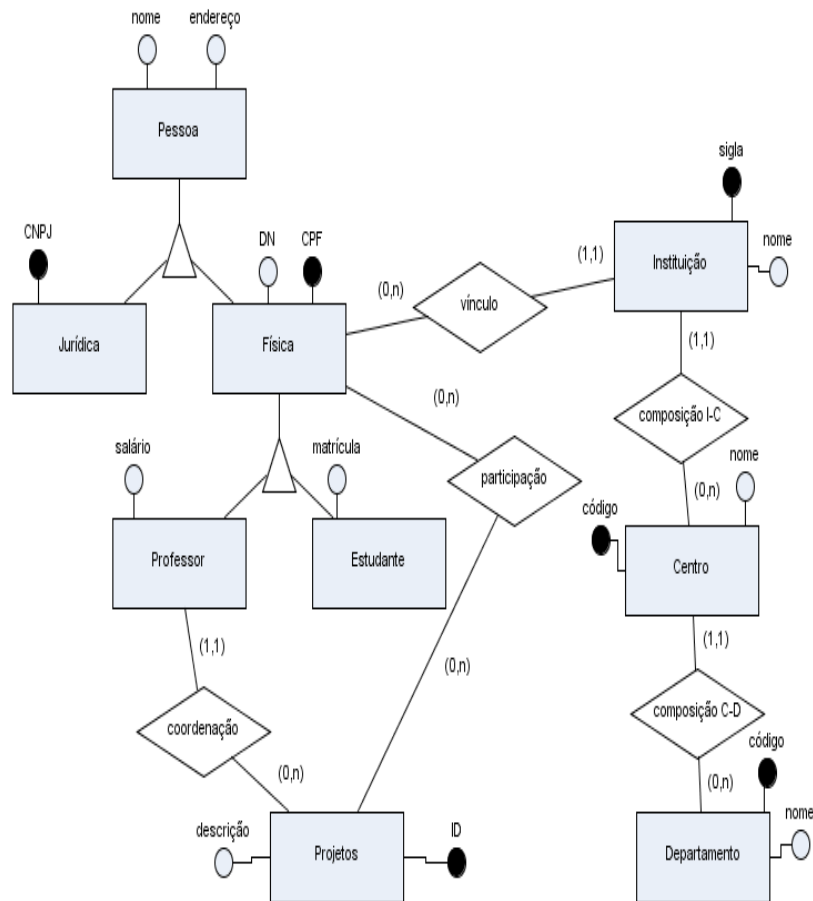 nome endereço
Pessoa
sigla
CNPJ DN CPF
(1,1) nome
Instituição
(0,n) vínculo
Jurídica Física
(1,1)
(0,n)
composição I-C
salário matrícula
participação nome
(0,n)
código
Professor Estudante Centro
(1,1) (0,n) (1,1)
coordenação composição C-D
código
(0,n) (0,n)
descrição ID nome
Projetos Departamento